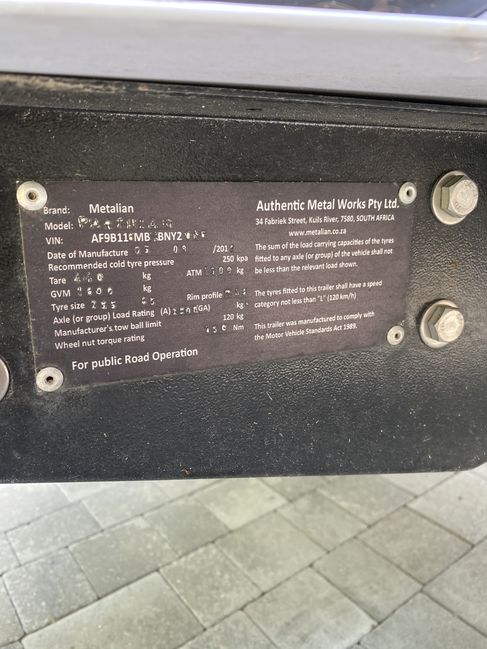 Brand: Metalian
Model:
VIN:
Date of Manufacture
Recommended cold tyre pressure 250 kpa
Tare kg ATM kg
GVM kg
Tyre size Rim profile
Axle (or group) Load Rating (A) (GA) kg
Manufacturer's tow ball limit 120 kg
Wheel nut torque rating Nm
For public Road Operation
Authentic Metal Works Pty Ltd.
34 Fabriek Street, Kuils River, 7580, SOUTH AFRICA
www.metalian.co.za
The sum of the load carrying capacities of the tyres
fitted to any axle (or group) of the vehicle shall not
be less than the relevant load shown.
The tyres fitted to this trailer shall have a speed
category not less than "L" (120 km/h)
This trailer was manufactured to comply with
the Motor Vehicle Standards Act 1989.